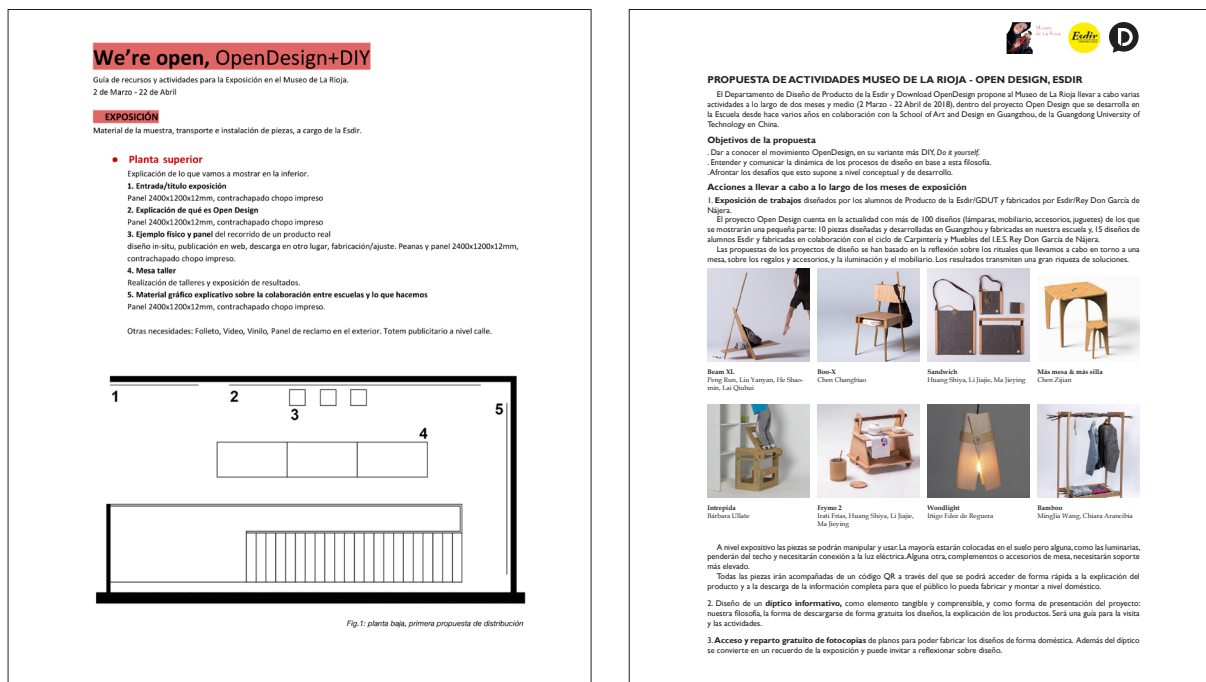 We're open, OpenDesign+DIY
Guía de recursos y actividades para la Exposición en el Museo de La Rioja.
2 de Marzo - 22 de Abril
EXPOSICIÓN
Material de la muestra, transporte e instalación de piezas, a cargo de la Esdir.
● Planta superior
Explicación de lo que vamos a mostrar en la inferior.
1. Entrada/titulo exposición
Panel 2400x1200x12mm, contrachapado chopo impreso
2. Explicación de qué es Open Design
Panel 2400x1200x12mm, contrachapado chopo impreso
3. Ejemplo físico y panel del recorrido de un producto real
diseño in-situ, publicación en web, descarga en otro lugar, fabricación/ajuste. Peanas y panel 2400x1200x12mm,
contrachapado chopo impreso.
4. Mesa taller
Realización de talleres y exposición de resultados.
5. Material gráfico explicativo sobre la colaboración entre escuelas y lo que hacemos
Panel 2400x1200x12mm, contrachapado chopo impreso.
Otras necesidades: Folleto, Video, Vinilo, Panel de reclamo en el exterior. Totem publicitario a nivel calle.
1
2
3
4
5
Fig.1: planta baja, primera propuesta de distribución
Museo
de La Rioja
Esdir
D
PROPUESTA DE ACTIVIDADES MUSEO DE LA RIOJA - OPEN DESIGN, ESDIR
El Departamento de Diseño de Producto de la Esdir y Download OpenDesign propone al Museo De La Rioja llevar a cabo varias
actividades a lo largo de dos meses y medio (2 Marzo - 22 Abril de 2018), dentro del proyecto Open Design que se desarrolla en
la Escuela desde hace varios años en colaboración con la School of Art and Design en Guangzhou, de la Guangdong University of
Technology en China.
Objetivos de la propuesta
. Dar a conocer el movimiento OpenDesign, en su variante más DIY, Do it yourself.
. Entender y comunicar la dinámica de los procesos de diseño en base a esta filosofía.
.Afrontar los desafíos que esto supone a nivel conceptual y de desarrollo.
Acciones a llevar a cabo a lo largo de los meses de exposición
1. Exposición de trabajos diseñados por los alumnos de Producto de la Esdir/GDUT y fabricados por Esdir/Rey Don García de
Nájera.
El proyecto Open Design cuenta en la actualidad con más de 100 diseños (lámparas, mobiliario, accesorios, juguetes) de los que
se mostrarán una pequeña parte: 10 piezas diseñadas y desarrolladas en Guangzhou y fabricadas en nuestra escuela y, 15 diseños de
alumnos Esdir y fabricadas en colaboración con el ciclo de Carpintería y Muebles del I.E.S. Rey Don García de Nájera.
Las propuestas de los proyectos de diseño se han basado en la reflexión sobre los rituales que llevamos a cabo en torno a una
mesa, sobre los regalos y accesorios, y la iluminación y el mobiliario. Los resultados transmiten una gran riqueza de soluciones.
Beam XL
Peng Run, Liu Yanyan, He Shao-
min, Lai Qiuhui
Boo-X
Chen Changbiao
Sandwich
Huang Shiya, Li Jiajie, Ma Jieying
Más mesa & más silla
Chen Zijian
Intrepida
Bárbara Ullate
Frymo 2
Irati Frias, Huang Shiya, Li Jiajie,
Ma Jieying
Woodlight
Iñigo Fdez de Reguera
Bamboo
Minglia Wang, Chiara Arancibia
A nivel expositivo las piezas se podrán manipular y usar. La mayoría estarán colocadas en el suelo pero alguna, como las luminarias,
penderán del techo y necesitarán conexión a la luz eléctrica. Alguna otra, complementos o accesorios de mesa, necesitarán soporte
más elevado.
Todas las piezas irán acompañadas de un código QR a través del que se podrá acceder de forma rápida a la explicación del
producto y a la descarga de la información completa para que el público lo pueda fabricar y montar a nivel doméstico.
2. Diseño de un díptico informativo, como elemento tangible y comprensible, y como forma de presentación del proyecto:
nuestra filosofía, la forma de descargarse de forma gratuita los diseños, la explicación de los productos. Será una guía para la visita
y las actividades.
3. Acceso y reparto gratuito de fotocopias de planos para poder fabricar los diseños de forma doméstica. Además del díptico
se convierte en un recuerdo de la exposición y puede invitar a reflexionar sobre diseño.